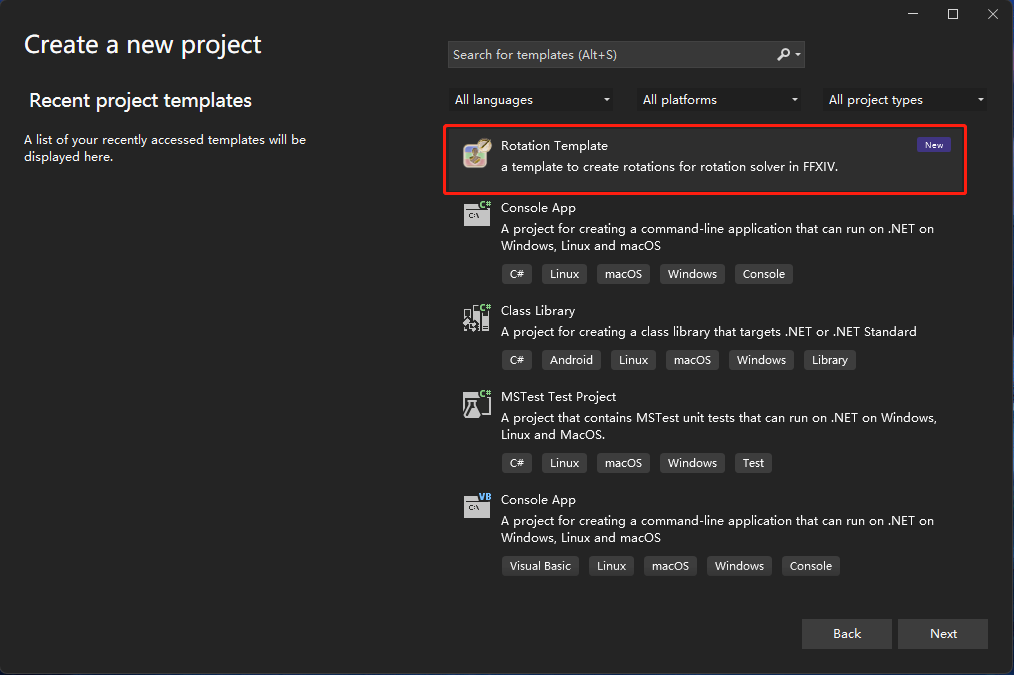 Create a new project
Recent project templates
A list of your recently accessed templates will be
displayed here.
Search for templates (Alt+S)
All languages
All platforms
All project types
Rotation Template
New
a template to create rotations for rotation solver in FFXIV.
C#
C:\
Console App
A project for creating a command-line application that can run on .NET on
Windows, Linux and macOS
C# Linux macOS Windows Console
C#
Class Library
A project for creating a class library that targets .NET or .NET Standard
C# Android Linux macOS Windows Library
C#
MSTest Test Project
A project that contains MSTest unit tests that can run on .NET on Windows,
Linux and MacOS.
C# Linux macOS Windows Test
VB
C:\
Console App
A project for creating a command-line application that can run on .NET on
Windows, Linux and macOS
Visual Basic Linux macOS Windows Console
Back
Next